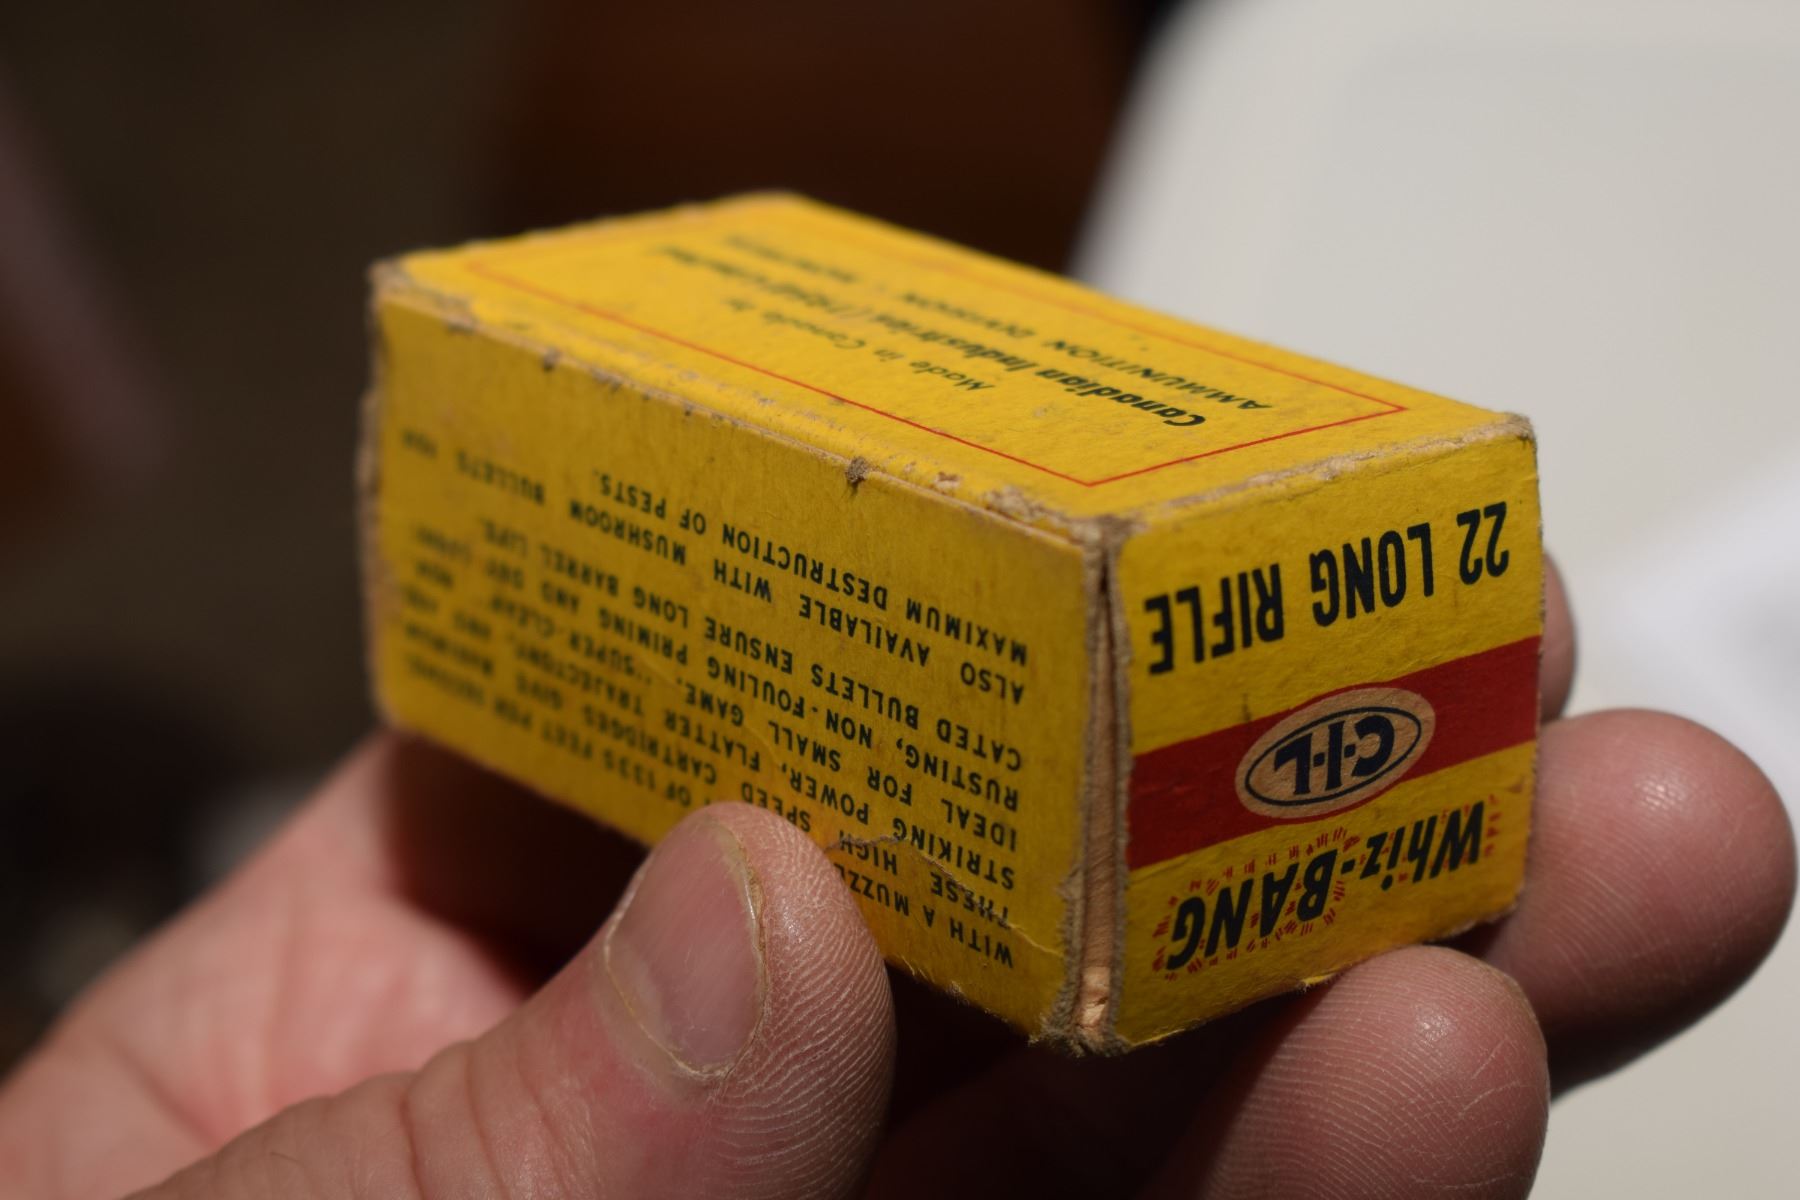 Whiz-BANG
C-I-L
22 LONG RIFLE
WITH A MUZZL OF 1335 FEET PER SECOND,
THESE HIGH SPEED CARTRIDGES GIVE MAXIMUM
STRIKING POWER, FLATTER TRAJECTORY, AND ARE
IDEAL FOR SMALL GAME. "SUPER-CLEAN", NON-
RUSTING, NON-FOULING PRIMING AND DRY LUBRI-
CATED BULLETS ENSURE LONG BARREL LIFE.
ALSO AVAILABLE WITH MUSHROOM BULLETS FOR
MAXIMUM DESTRUCTION OF PESTS.
Made in Canada by
Canadian Industries (1954) Limited
AMMUNITION DIVISION